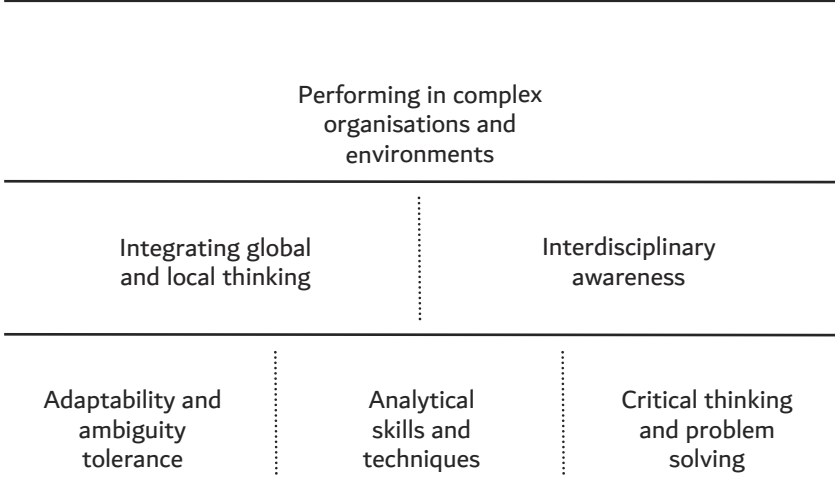 Performing in complex
organisations and
environments
Integrating global
and local thinking
Interdisciplinary
awareness
Adaptability and
ambiguity
tolerance
Analytical
skills and
techniques
Critical thinking
and problem
solving